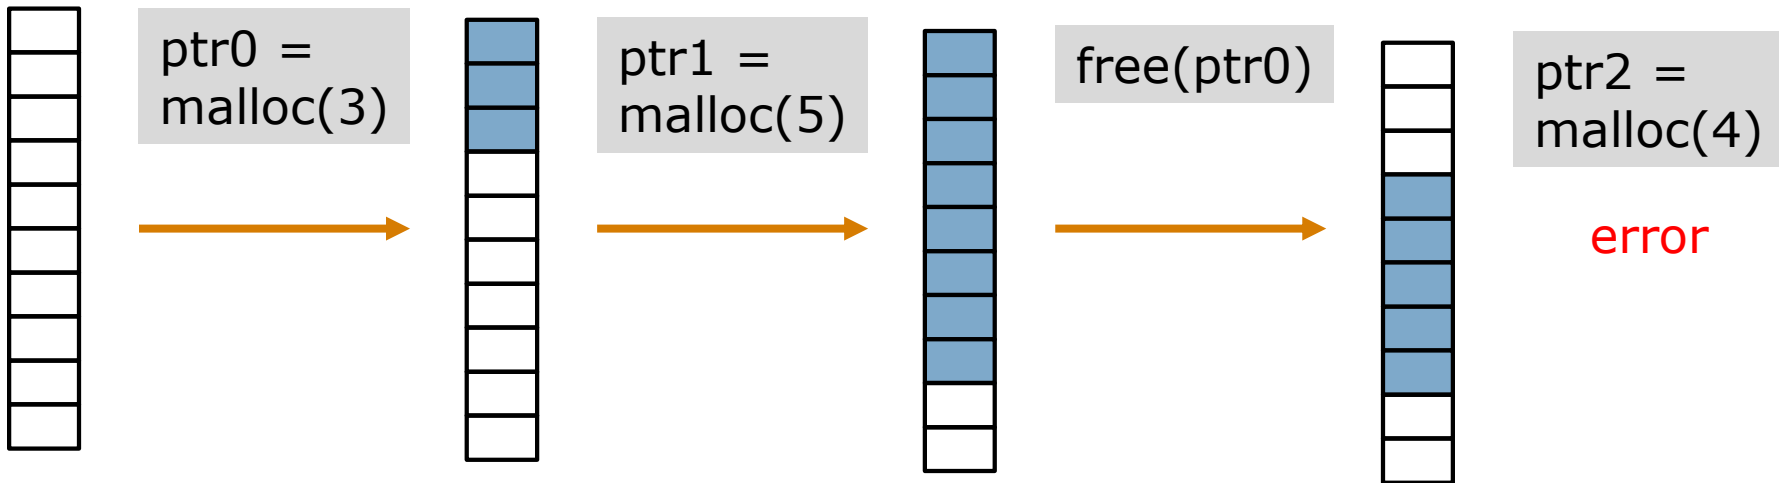 ptr0 =
malloc(3)
ptr1 =
malloc(5)
free(ptr0)
ptr2 =
malloc(4)
error